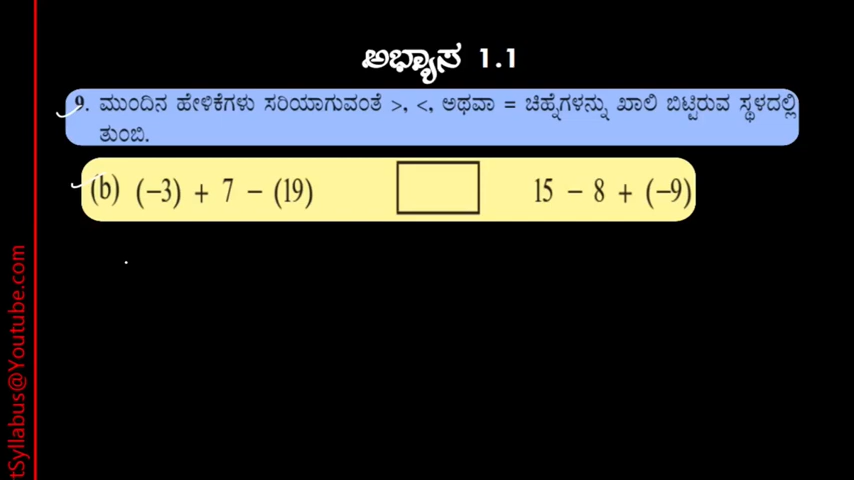 ಅಭ್ಯಾಸ 1.1
9. ಮುಂದಿನ ಹೇಳಿಕೆಗಳು ಸರಿಯಾಗುವಂತೆ >, <, ಅಥವಾ = ಚಿಹ್ನೆಗಳನ್ನು ಖಾಲಿ ಬಿಟ್ಟಿರುವ ಸ್ಥಳದಲ್ಲಿ
ತುಂಬಿ.
(b) (−3) + 7 − (19) 15 − 8 + (−9)
tSyllabus@Youtube.com